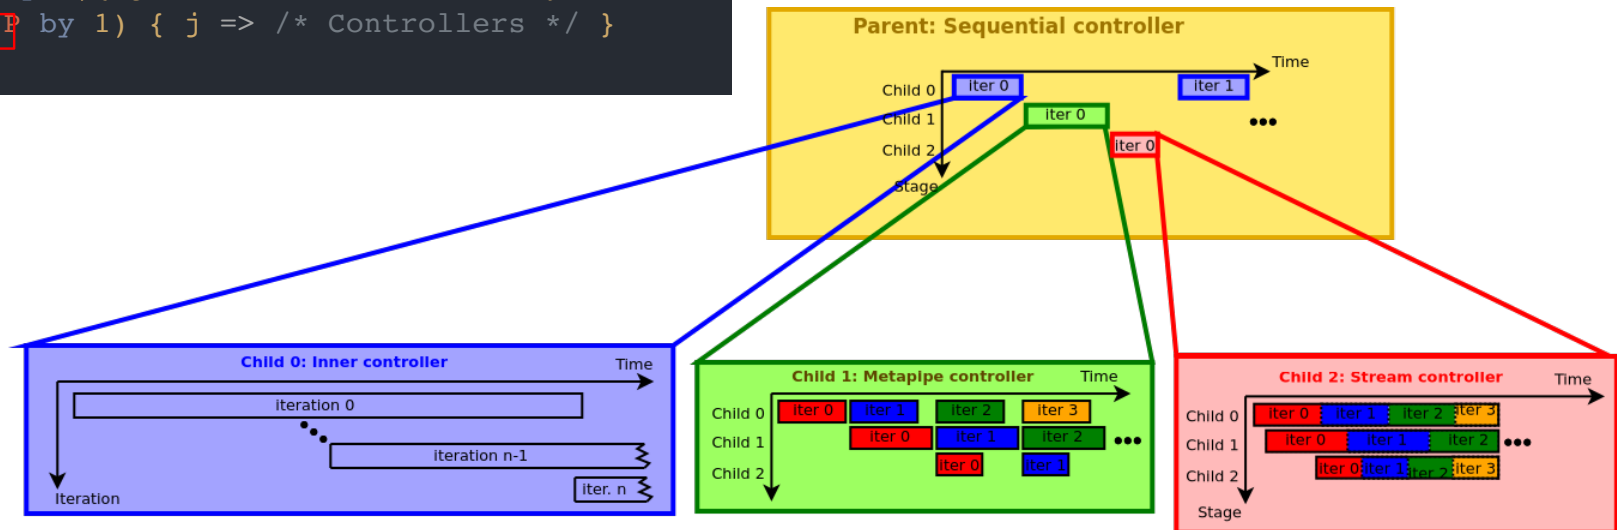 P by 1) { j => /* Controllers */ }
Parent: Sequential controller
Time
Child 0
iter 0
iter 1
Child 1
iter 0
•••
Child 2
iter 0
Stage
Child 0: Inner controller
Time
iteration 0
iteration n-1
iter. n
Iteration
Child 1: Metapipe controller
Time
Child 0
iter 0
iter 1
iter 2
iter 3
Child 1
iter 0
iter 1
iter 2
•••
Child 2
iter 0
iter 1
Child 2: Stream controller
Time
Child 0
iter 0
iter 1
iter 2
iter 3
Child 1
iter 0
iter 1
iter 2
•••
Child 2
iter 0
iter 1
iter 2
iter 3
Stage